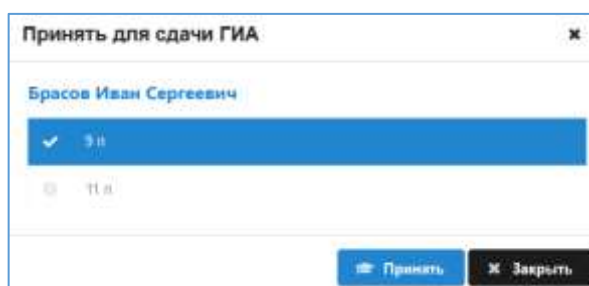 Принять для сдачи ГИА
Брасов Иван Сергеевич
9 п
11 п
Принять
Закрыть